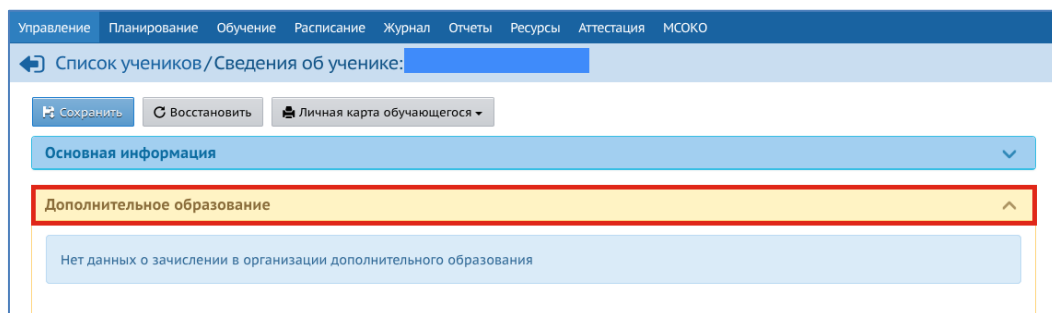 Управление Планирование Обучение Расписание Журнал Отчеты Ресурсы Аттестация МСОКО
Список учеников/Сведения об ученике:
Сохранить Восстановить Личная карта обучающегося
Основная информация
Дополнительное образование
Нет данных о зачислении в организации дополнительного образования